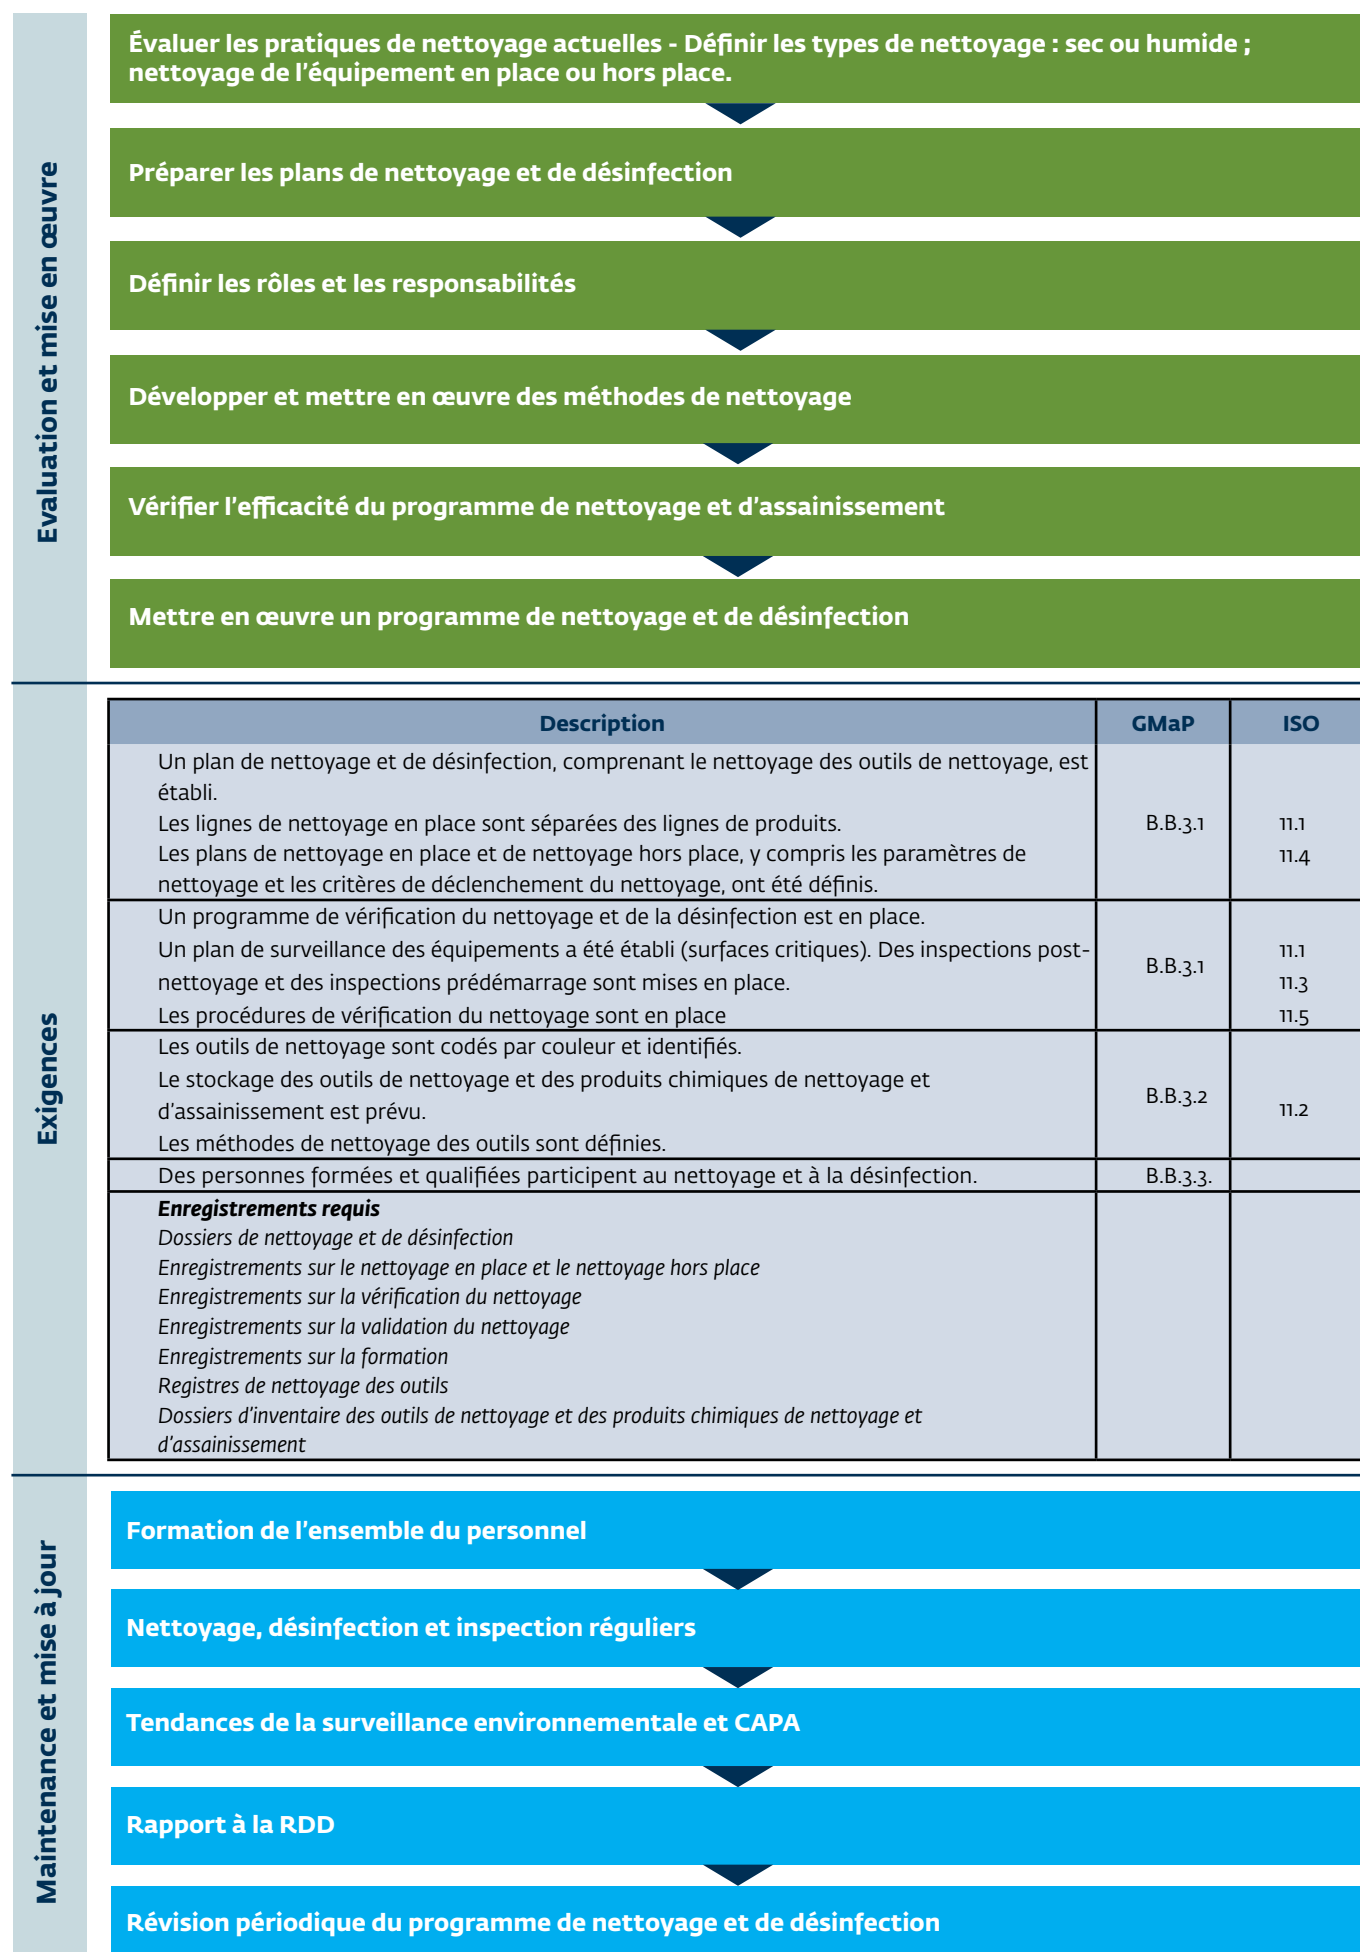 Evaluation et mise en œuvre
Évaluer les pratiques de nettoyage actuelles - Définir les types de nettoyage : sec ou humide ;
nettoyage de l'équipement en place ou hors place.
Préparer les plans de nettoyage et de désinfection
Définir les rôles et les responsabilités
Développer et mettre en œuvre des méthodes de nettoyage
Vérifier l'efficacité du programme de nettoyage et d'assainissement
Mettre en œuvre un programme de nettoyage et de désinfection
Exigences
Description GMaP ISO
Un plan de nettoyage et de désinfection, comprenant le nettoyage des outils de nettoyage, est
établi.
Les lignes de nettoyage en place sont séparées des lignes de produits. B.B.3.1 11.1
Les plans de nettoyage en place et de nettoyage hors place, y compris les paramètres de 11.4
nettoyage et les critères de déclenchement du nettoyage, ont été définis.
Un programme de vérification du nettoyage et de la désinfection est en place.
Un plan de surveillance des équipements a été établi (surfaces critiques). Des inspections post- B.B.3.1 11.1
nettoyage et des inspections prédémarrage sont mises en place. 11.3
Les procédures de vérification du nettoyage sont en place 11.5
Les outils de nettoyage sont codés par couleur et identifiés.
Le stockage des outils de nettoyage et des produits chimiques de nettoyage et B.B.3.2
d'assainissement est prévu. 11.2
Les méthodes de nettoyage des outils sont définies.
Des personnes formées et qualifiées participent au nettoyage et à la désinfection. B.B.3.3.
Enregistrements requis
Dossiers de nettoyage et de désinfection
Enregistrements sur le nettoyage en place et le nettoyage hors place
Enregistrements sur la vérification du nettoyage
Enregistrements sur la validation du nettoyage
Enregistrements sur la formation
Registres de nettoyage des outils
Dossiers d'inventaire des outils de nettoyage et des produits chimiques de nettoyage et
d'assainissement
Maintenance et mise à jour
Formation de l'ensemble du personnel
Nettoyage, désinfection et inspection réguliers
Tendances de la surveillance environnementale et CAPA
Rapport à la RDD
Révision périodique du programme de nettoyage et de désinfection